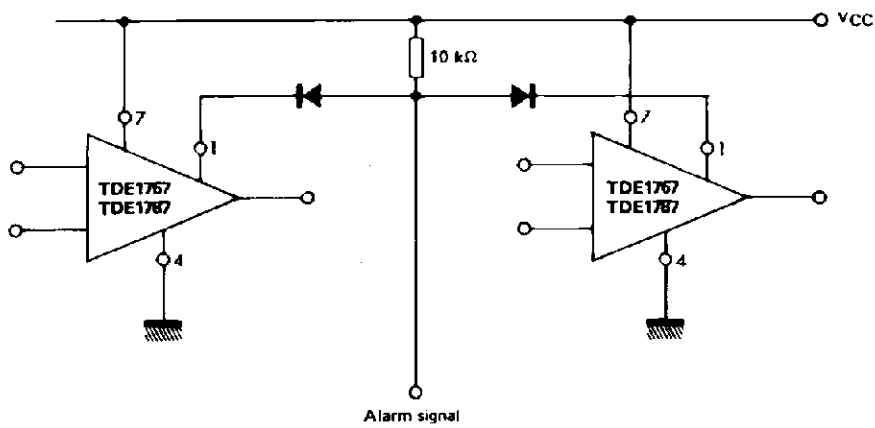 VCC
10 kΩ
7
1
7
1
TDE1767
TDE1787
TDE1767
TDE1787
4
4
Alarm signal